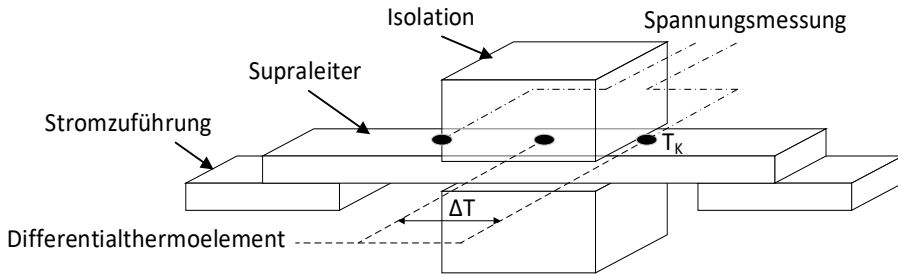 Isolation
Spannungsmessung
Supraleiter
Stromzuführung
T_K
ΔT
Differentialthermoelement